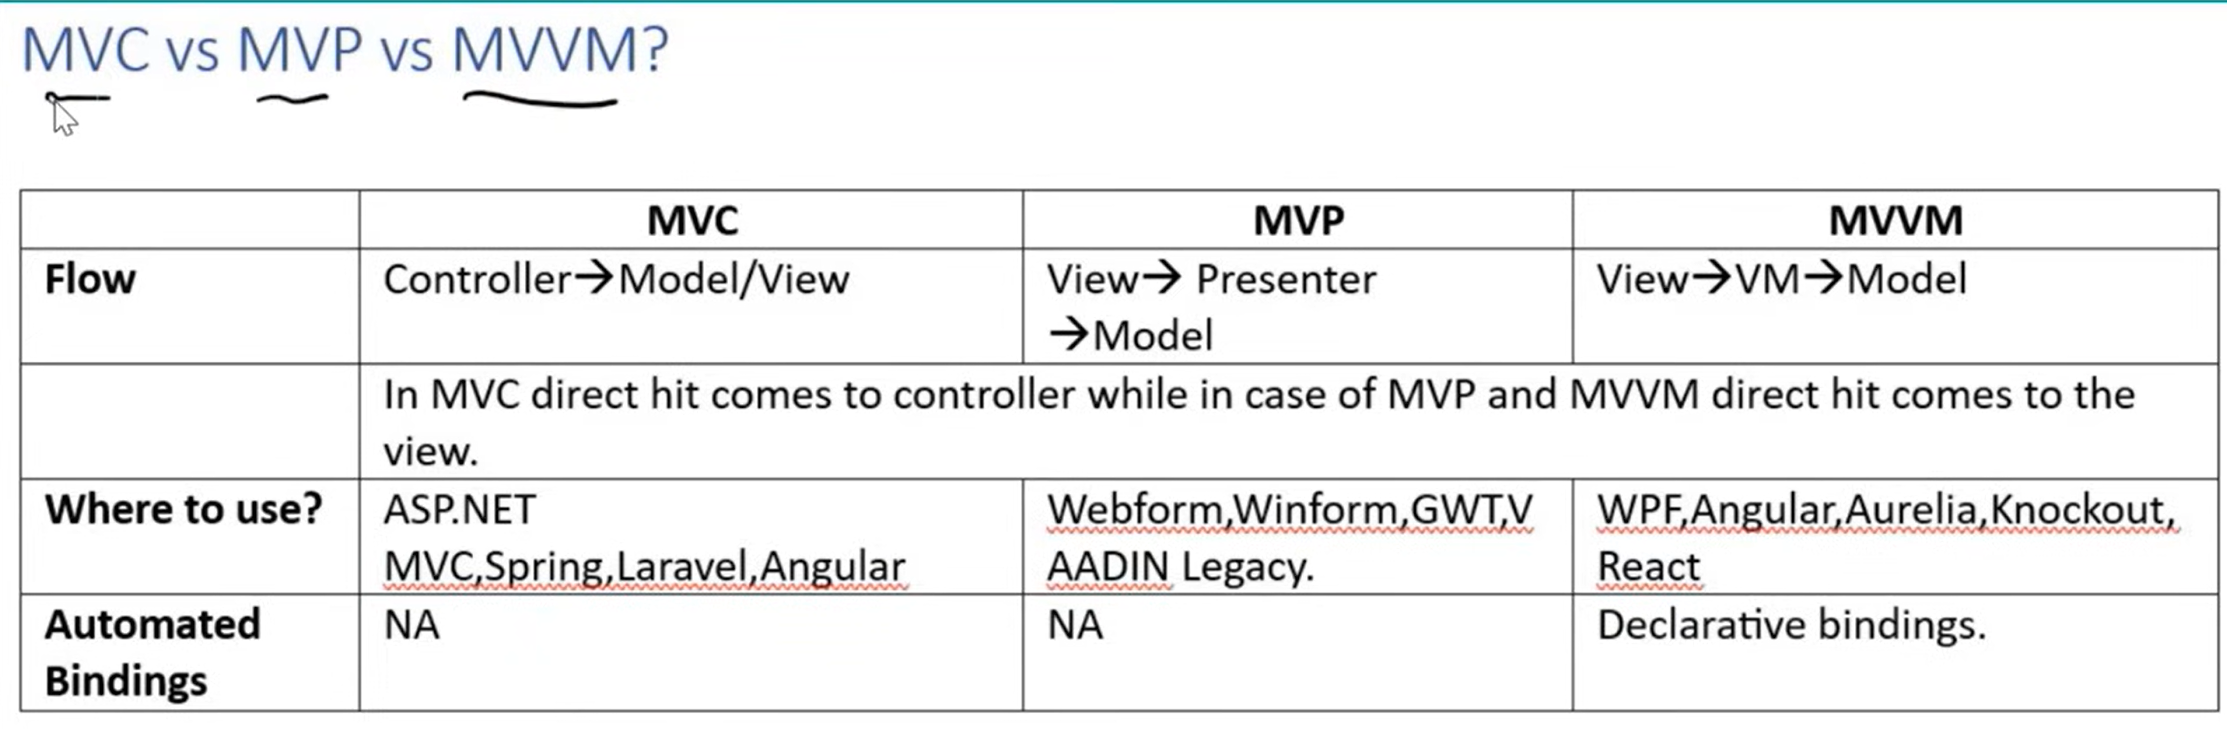 MVC vs MVP vs MVVM?
MVC MVP MVVM
Flow Controller→Model/View View→ Presenter View→VM→Model
→Model
In MVC direct hit comes to controller while in case of MVP and MVVM direct hit comes to the
view.
Where to use? ASP.NET Webform,Winform,GWT,V WPF,Angular,Aurelia,Knockout,
MVC,Spring,Laravel,Angular AADIN Legacy. React
Automated NA NA Declarative bindings.
Bindings